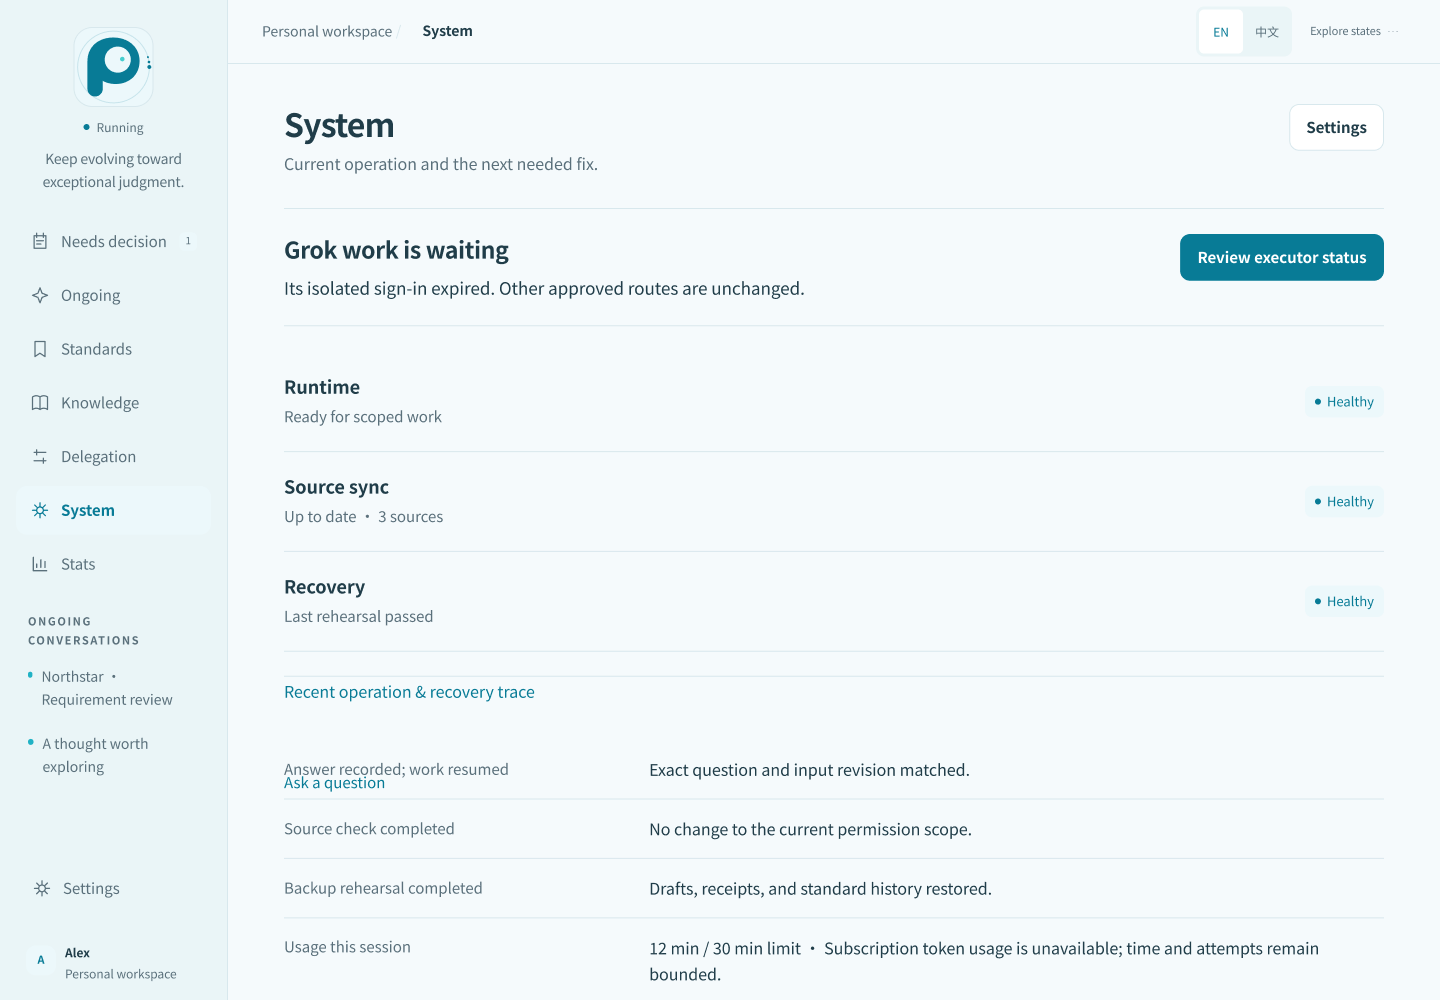 Running
Keep evolving toward
exceptional judgment.
Needs decision 1
Ongoing
Standards
Knowledge
Delegation
System
Stats
ONGOING
CONVERSATIONS
Northstar •
Requirement review
A thought worth
exploring
Settings
A
Alex
Personal workspace
Personal workspace / System
EN 中文 Explore states ···
System
Settings
Current operation and the next needed fix.
Grok work is waiting
Review executor status
Its isolated sign-in expired. Other approved routes are unchanged.
Runtime
Ready for scoped work
Healthy
Source sync
Up to date • 3 sources
Healthy
Recovery
Last rehearsal passed
Healthy
Recent operation & recovery trace
Answer recorded; work resumed Exact question and input revision matched.
Ask a question
Source check completed No change to the current permission scope.
Backup rehearsal completed Drafts, receipts, and standard history restored.
Usage this session 12 min / 30 min limit • Subscription token usage is unavailable; time and attempts remain
bounded.